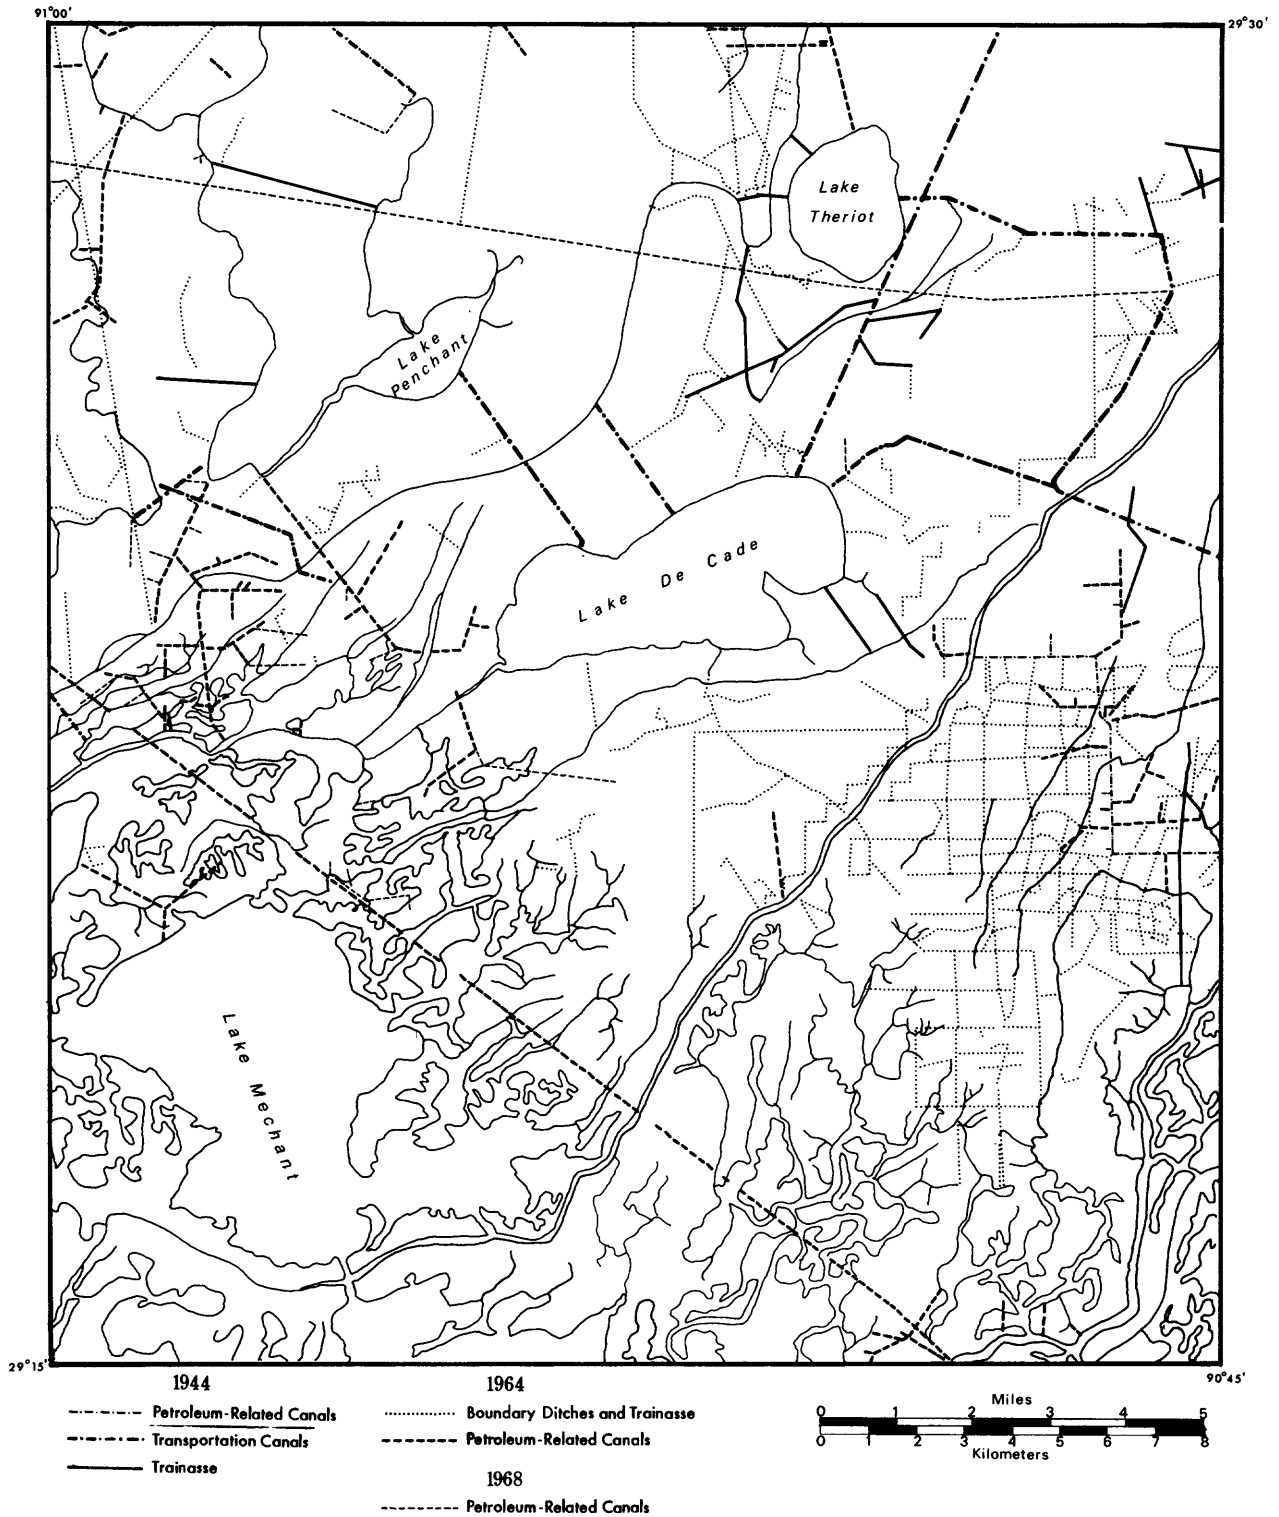 91°00'
29°30'
Lake
Theriot
Lake
Penchant
Lake De Cade
Lake Mechant
29°15'
90°45'
1944
Petroleum-Related Canals
Transportation Canals
Trainasse
1964
Boundary Ditches and Trainasse
Petroleum-Related Canals
1968
Petroleum-Related Canals
Miles
0 1 2 3 4 5
0 1 2 3 4 5 6 7 8
Kilometers